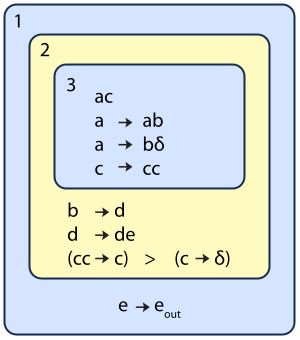 1
2
3
ac
a → ab
a → bδ
c → cc
b → d
d → de
(cc → c) > (c → δ)
e → e_out